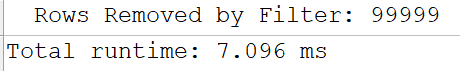 Rows Removed by Filter: 99999
Total runtime: 7.096 ms